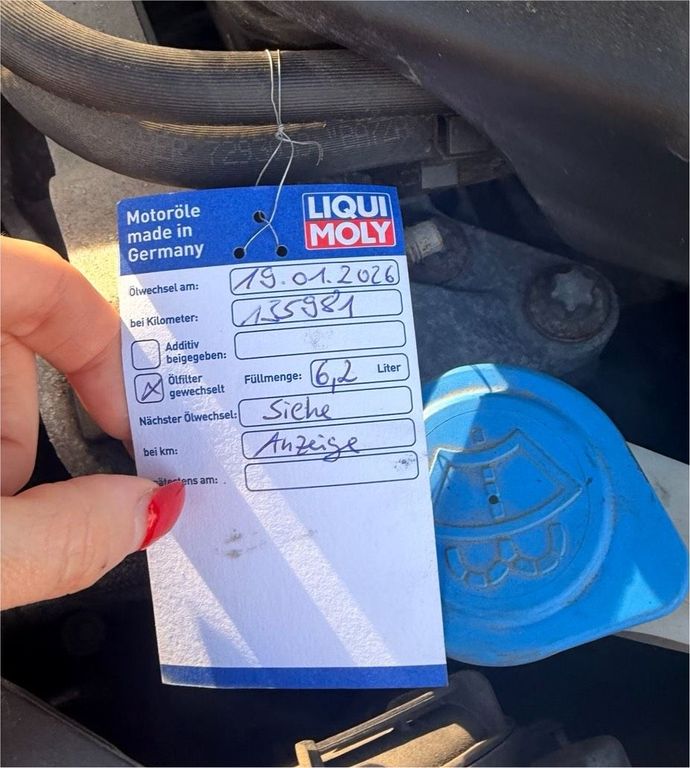 Motoröle
made in
Germany
LIQUI
MOLY
Ölwechsel am: 19.01.2026
bei Kilometer: 135981
Additiv
beigegeben:
Ölfilter
gewechselt
Füllmenge: 6,2 Liter
Nächster Ölwechsel: Siehe
bei km: Anzeige
am: